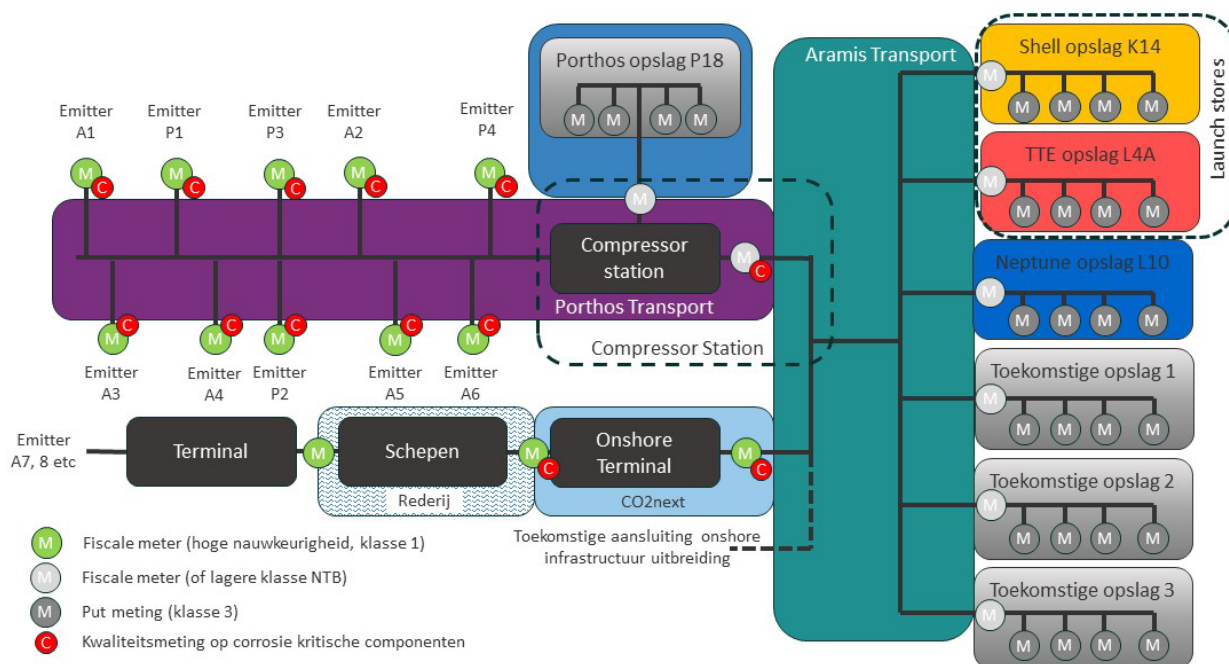 Porthos opslag P18
M M M M
Aramis Transport
Shell opslag K14
M
M M M M
TTE opslag L4A
M
M M M M
Launch stores
Neptune opslag L10
M
M M M M
Toekomstige opslag 1
M
M M M M
Toekomstige opslag 2
M
M M M M
Toekomstige opslag 3
M
M M M M
Emitter
A1
Emitter
P1
Emitter
P3
Emitter
A2
Emitter
P4
M C
M C
M C
M C
M C
M
Compressor
station
M C
Porthos Transport
Compressor Station
M C
M C
M C
M C
M C
Emitter
A3
Emitter
A4
Emitter
P2
Emitter
A5
Emitter
A6
Emitter
A7, 8 etc
Terminal
M
Schepen
Rederij
M C
Onshore
Terminal
M C
CO2next
Toekomstige aansluiting onshore
infrastructuur uitbreiding
M Fiscale meter (hoge nauwkeurigheid, klasse 1)
M Fiscale meter (of lagere klasse NTB)
M Put meting (klasse 3)
C Kwaliteitsmeting op corrosie kritische componenten